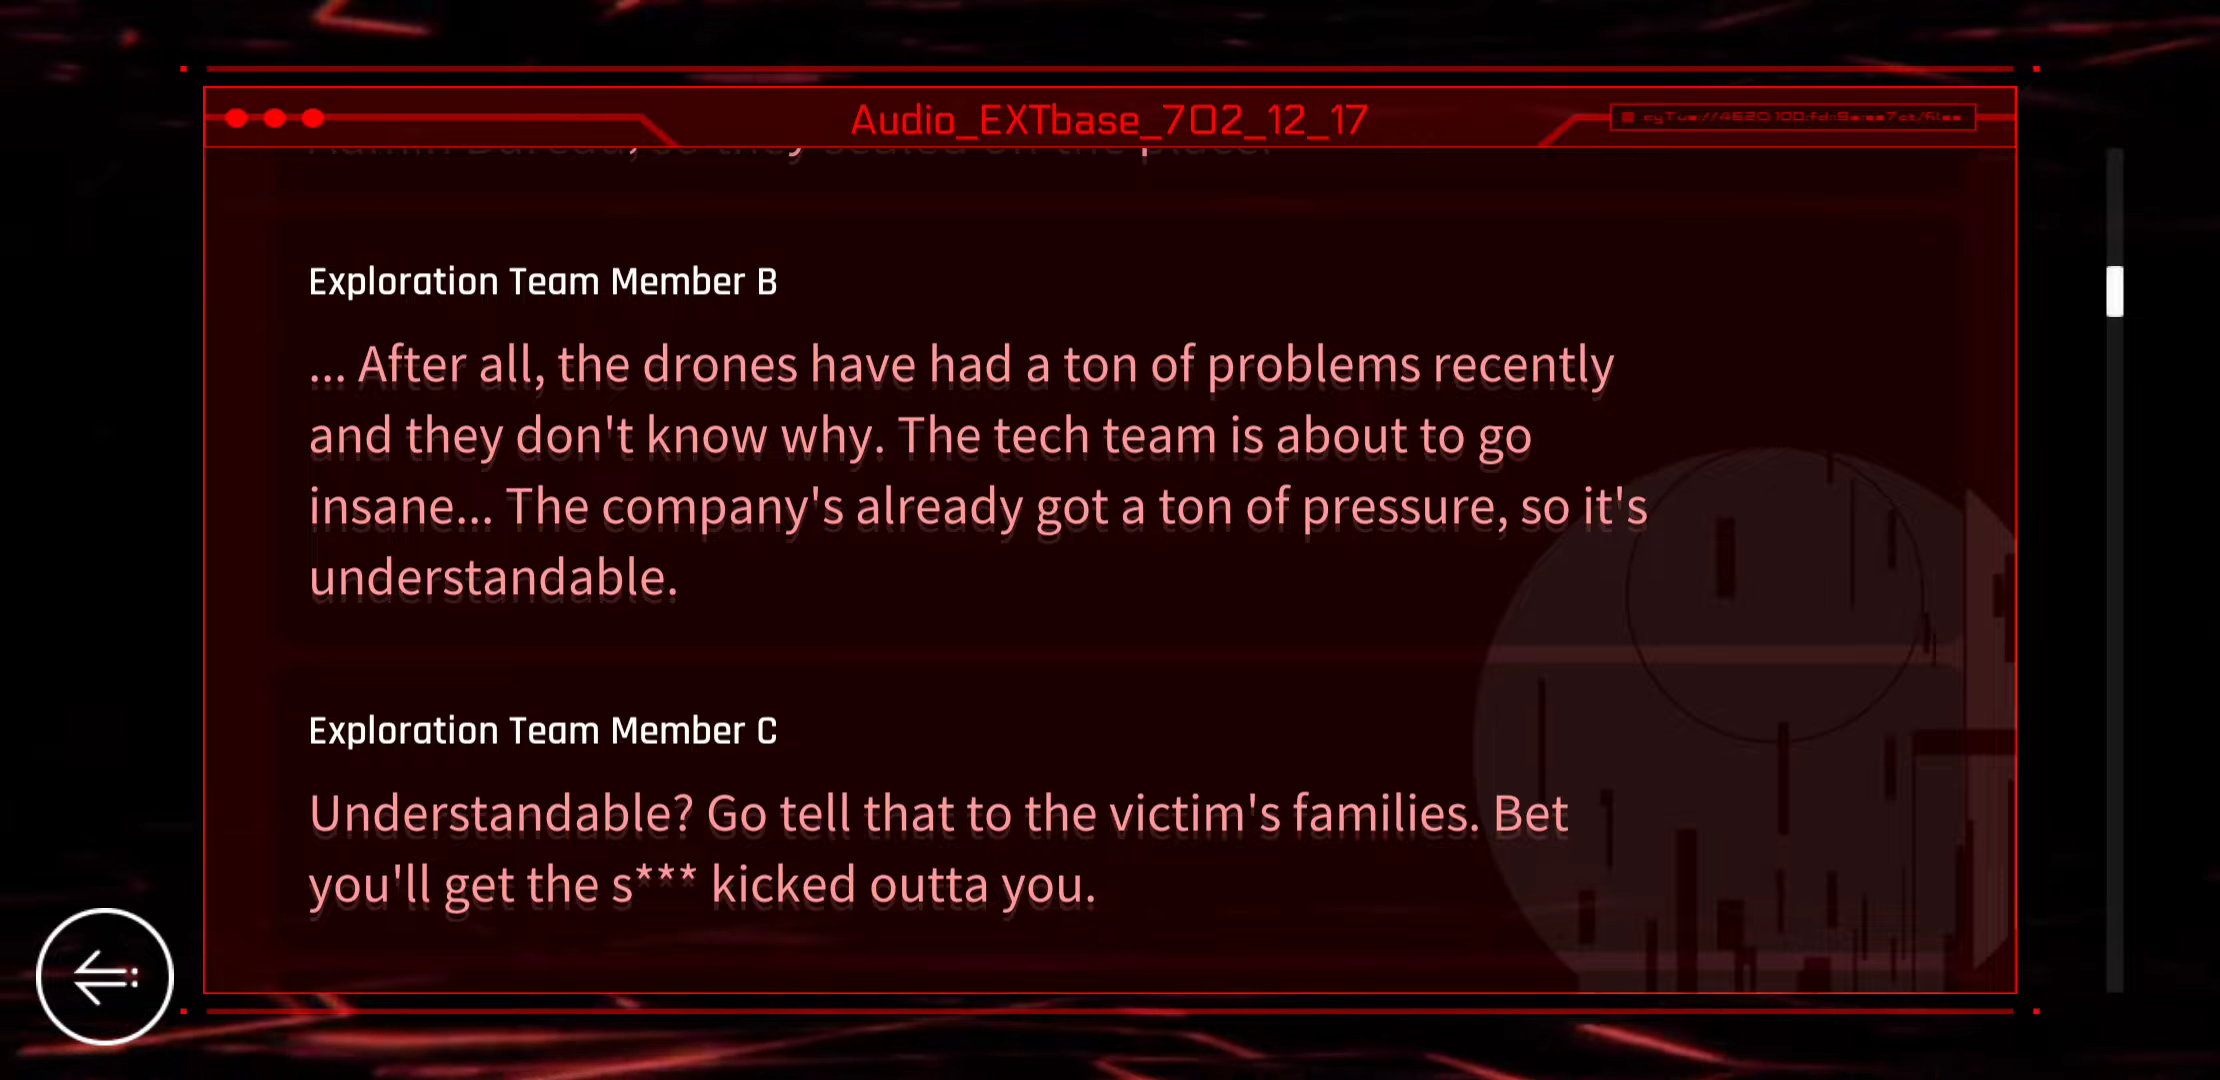 Audio_EXTbase_702_12_17
Exploration Team Member B
... After all, the drones have had a ton of problems recently
and they don't know why. The tech team is about to go
insane... The company's already got a ton of pressure, so it's
understandable.
Exploration Team Member C
Understandable? Go tell that to the victim's families. Bet
you'll get the s*** kicked outta you.